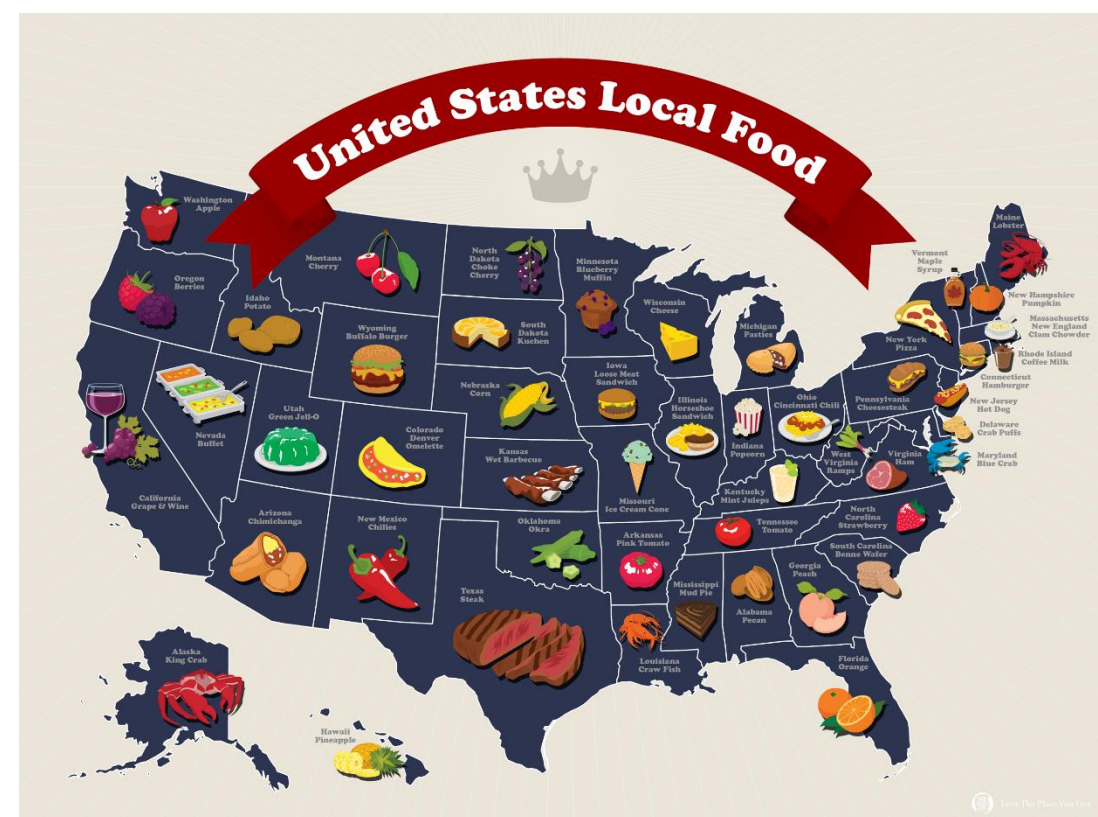 United States Local Food
Washington
Apple
Oregon
Berries
Idaho
Potato
Montana
Cherry
North
Dakota
Choke
Cherry
Minnesota
Blueberry
Muffin
Wisconsin
Cheese
Michigan
Pasties
Vermont
Maple
Syrup
Maine
Lobster
New Hampshire
Pumpkin
Massachusetts
New England
Clam Chowder
New York
Pizza
Rhode Island
Coffee Milk
Connecticut
Hamburger
New Jersey
Hot Dog
Delaware
Crab Puffs
Maryland
Blue Crab
Wyoming
Buffalo Burger
South
Dakota
Kuchen
Nebraska
Corn
Iowa
Loose Meat
Sandwich
Illinois
Horseshoe
Sandwich
Indiana
Popcorn
Ohio
Cincinnati Chili
Pennsylvania
Cheesesteak
West
Virginia
Ramps
Virginia
Ham
Nevada
Buffet
Utah
Green Jell-O
Colorado
Denver
Omelette
Kansas
Wet Barbecue
Missouri
Ice Cream Cone
Kentucky
Mint Juleps
California
Grape & Wine
Arizona
Chimichanga
New Mexico
Chilies
Oklahoma
Okra
Arkansas
Pink Tomato
Tennessee
Tomato
North
Carolina
Strawberry
South Carolina
Benne Wafer
Texas
Steak
Louisiana
Craw Fish
Mississippi
Mud Pie
Alabama
Pecan
Georgia
Peach
Florida
Orange
Alaska
King Crab
Hawaii
Pineapple
Love The Place You Live